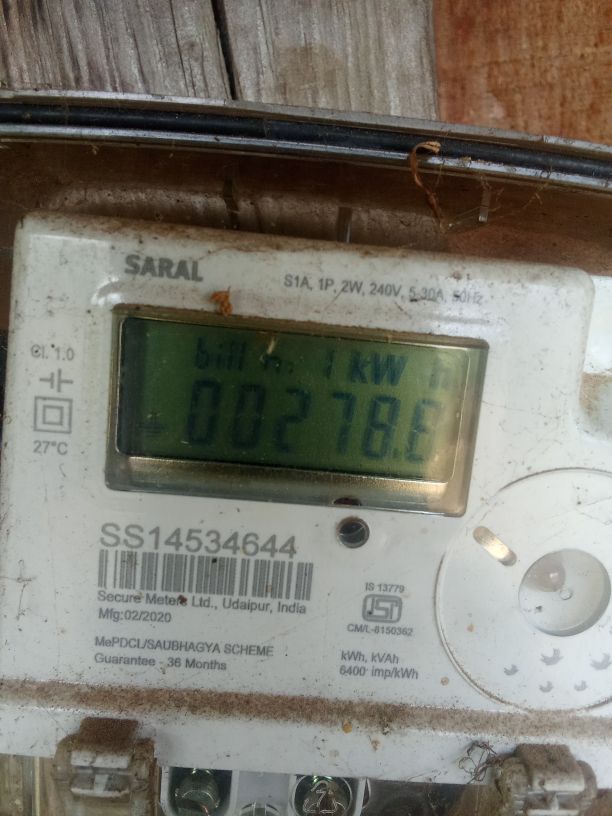 SARAL
S1A, 1P, 2W, 240V, 5-30A, 50Hz
Cl. 1.0
27°C
bill 1 kW h
00278.
SS14534644
Secure Meters Ltd., Udaipur, India
Mfg:02/2020
MePDCL/SAUBHAGYA SCHEME
Guarantee - 36 Months
IS 13779
ISI
CM/L-8150362
kWh, kVAh
6400 imp/kWh